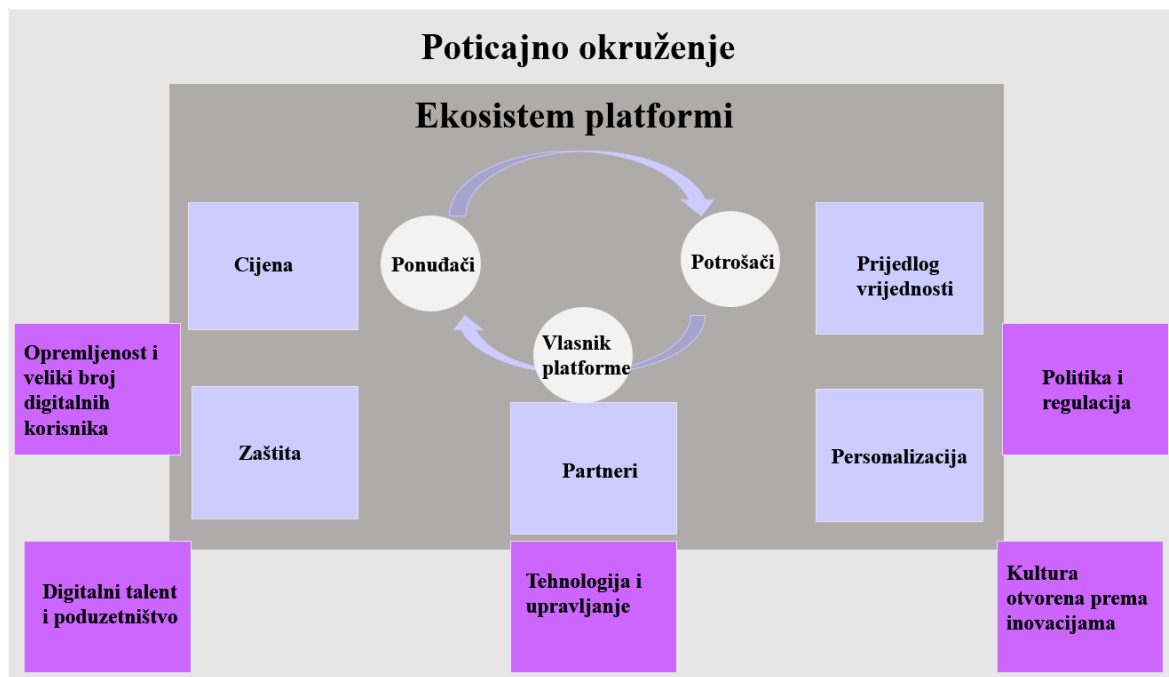 Poticajno okruženje
Ekosistem platformi
Cijena
Ponuđači
Potrošači
Prijedlog
vrijednosti
Opremljenost i
veliki broj
digitalnih
korisnika
Vlasnik
platforme
Politika i
regulacija
Zaštita
Partneri
Personalizacija
Digitalni talent
i poduzetništvo
Tehnologija i
upravljanje
Kultura
otvorena prema
inovacijama